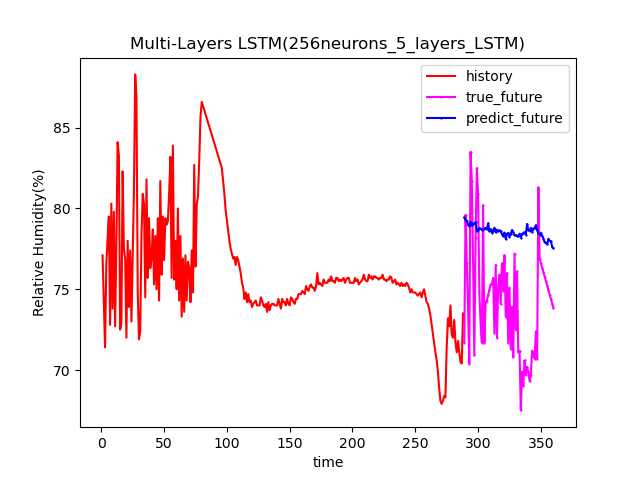 Multi-Layers LSTM(256neurons_5_layers_LSTM)
history
true_future
predict_future
Relative Humidity(%)
85
80
75
70
0
50
100
150
200
250
300
350
time